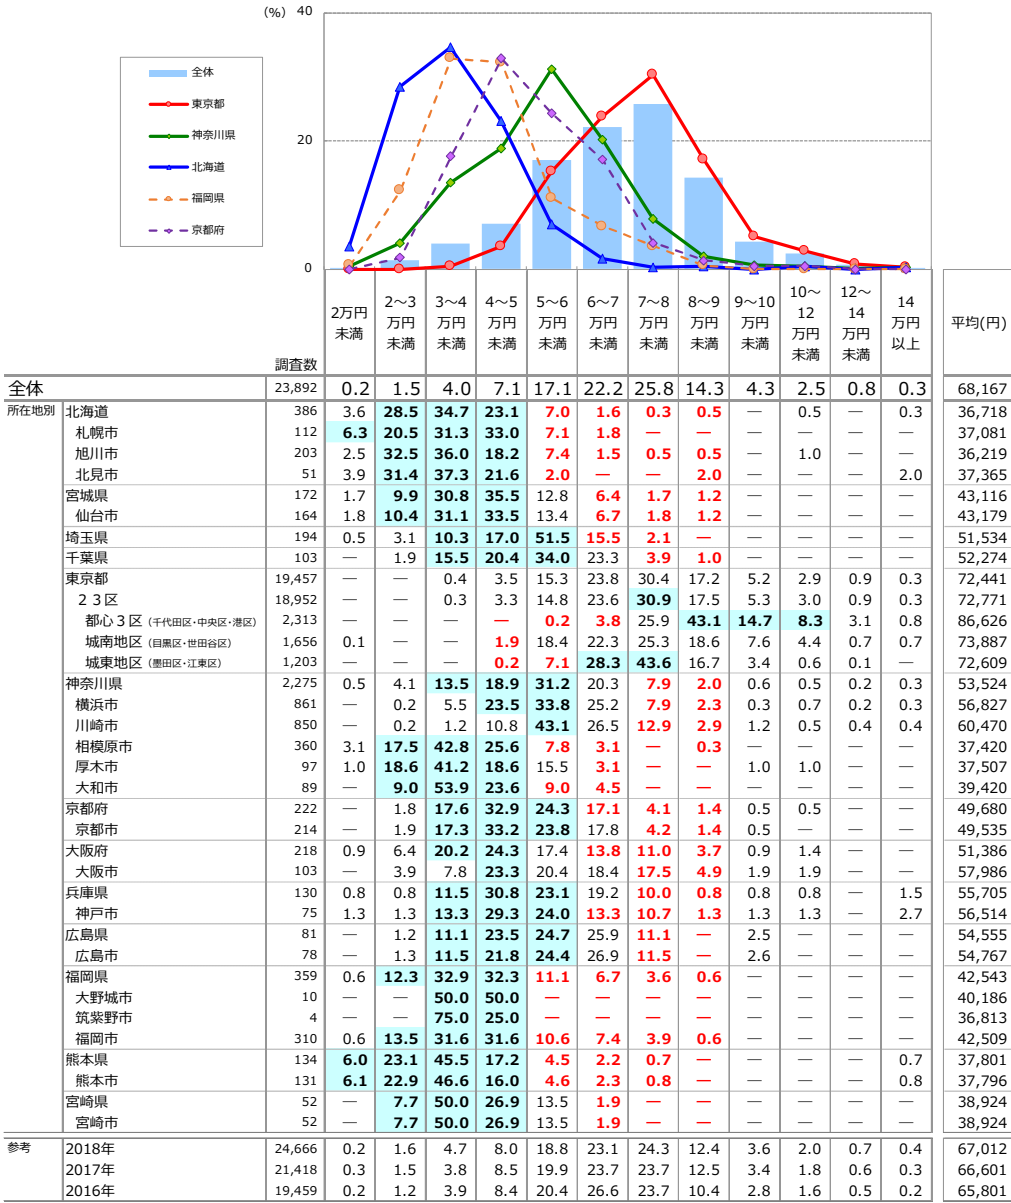 (%) 40
20
0
全体
東京都
神奈川県
北海道
福岡県
京都府
調査数 2万円未満 2～3万円未満 3～4万円未満 4～5万円未満 5～6万円未満 6～7万円未満 7～8万円未満 8～9万円未満 9～10万円未満 10～12万円未満 12～14万円未満 14万円以上 平均(円)
全体 23,892 0.2 1.5 4.0 7.1 17.1 22.2 25.8 14.3 4.3 2.5 0.8 0.3 68,167
所在地別 北海道 386 3.6 28.5 34.7 23.1 7.0 1.6 0.3 0.5 — 0.5 — 0.3 36,718
札幌市 112 6.3 20.5 31.3 33.0 7.1 1.8 — — — — — — 37,081
旭川市 203 2.5 32.5 36.0 18.2 7.4 1.5 0.5 0.5 — 1.0 — — 36,219
北見市 51 3.9 31.4 37.3 21.6 2.0 — — 2.0 — — — 2.0 37,365
宮城県 172 1.7 9.9 30.8 35.5 12.8 6.4 1.7 1.2 — — — — 43,116
仙台市 164 1.8 10.4 31.1 33.5 13.4 6.7 1.8 1.2 — — — — 43,179
埼玉県 194 0.5 3.1 10.3 17.0 51.5 15.5 2.1 — — — — — 51,534
千葉県 103 — 1.9 15.5 20.4 34.0 23.3 3.9 1.0 — — — — 52,274
東京都 19,457 — — 0.4 3.5 15.3 23.8 30.4 17.2 5.2 2.9 0.9 0.3 72,441
２３区 18,952 — — 0.3 3.3 14.8 23.6 30.9 17.5 5.3 3.0 0.9 0.3 72,771
都心３区（千代田区・中央区・港区） 2,313 — — — — 0.2 3.8 25.9 43.1 14.7 8.3 3.1 0.8 86,626
城南地区（目黒区・世田谷区） 1,656 0.1 — — 1.9 18.4 22.3 25.3 18.6 7.6 4.4 0.7 0.7 73,887
城東地区（墨田区・江東区） 1,203 — — — 0.2 7.1 28.3 43.6 16.7 3.4 0.6 0.1 — 72,609
神奈川県 2,275 0.5 4.1 13.5 18.9 31.2 20.3 7.9 2.0 0.6 0.5 0.2 0.3 53,524
横浜市 861 — 0.2 5.5 23.5 33.8 25.2 7.9 2.3 0.3 0.7 0.2 0.3 56,827
川崎市 850 — 0.2 1.2 10.8 43.1 26.5 12.9 2.9 1.2 0.5 0.4 0.4 60,470
相模原市 360 3.1 17.5 42.8 25.6 7.8 3.1 — 0.3 — — — — 37,420
厚木市 97 1.0 18.6 41.2 18.6 15.5 3.1 — — 1.0 1.0 — — 37,507
大和市 89 — 9.0 53.9 23.6 9.0 4.5 — — — — — — 39,420
京都府 222 — 1.8 17.6 32.9 24.3 17.1 4.1 1.4 0.5 0.5 — — 49,680
京都市 214 — 1.9 17.3 33.2 23.8 17.8 4.2 1.4 0.5 — — — 49,535
大阪府 218 0.9 6.4 20.2 24.3 17.4 13.8 11.0 3.7 0.9 1.4 — — 51,386
大阪市 103 — 3.9 7.8 23.3 20.4 18.4 17.5 4.9 1.9 1.9 — — 57,986
兵庫県 130 0.8 0.8 11.5 30.8 23.1 19.2 10.0 0.8 0.8 0.8 — 1.5 55,705
神戸市 75 1.3 1.3 13.3 29.3 24.0 13.3 10.7 1.3 1.3 1.3 — 2.7 56,514
広島県 81 — 1.2 11.1 23.5 24.7 25.9 11.1 — 2.5 — — — 54,555
広島市 78 — 1.3 11.5 21.8 24.4 26.9 11.5 — 2.6 — — — 54,767
福岡県 359 0.6 12.3 32.9 32.3 11.1 6.7 3.6 0.6 — — — — 42,543
大野城市 10 — — 50.0 50.0 — — — — — — — — 40,186
筑紫野市 4 — — 75.0 25.0 — — — — — — — — 36,813
福岡市 310 0.6 13.5 31.6 31.6 10.6 7.4 3.9 0.6 — — — — 42,509
熊本県 134 6.0 23.1 45.5 17.2 4.5 2.2 0.7 — — — — 0.7 37,801
熊本市 131 6.1 22.9 46.6 16.0 4.6 2.3 0.8 — — — — 0.8 37,796
宮崎県 52 — 7.7 50.0 26.9 13.5 1.9 — — — — — — 38,924
宮崎市 52 — 7.7 50.0 26.9 13.5 1.9 — — — — — — 38,924
参考 2018年 24,666 0.2 1.6 4.7 8.0 18.8 23.1 24.3 12.4 3.6 2.0 0.7 0.4 67,012
2017年 21,418 0.3 1.5 3.8 8.5 19.9 23.7 23.7 12.5 3.4 1.8 0.6 0.3 66,601
2016年 19,459 0.2 1.2 3.9 8.4 20.4 26.6 23.7 10.4 2.8 1.6 0.5 0.2 65,801